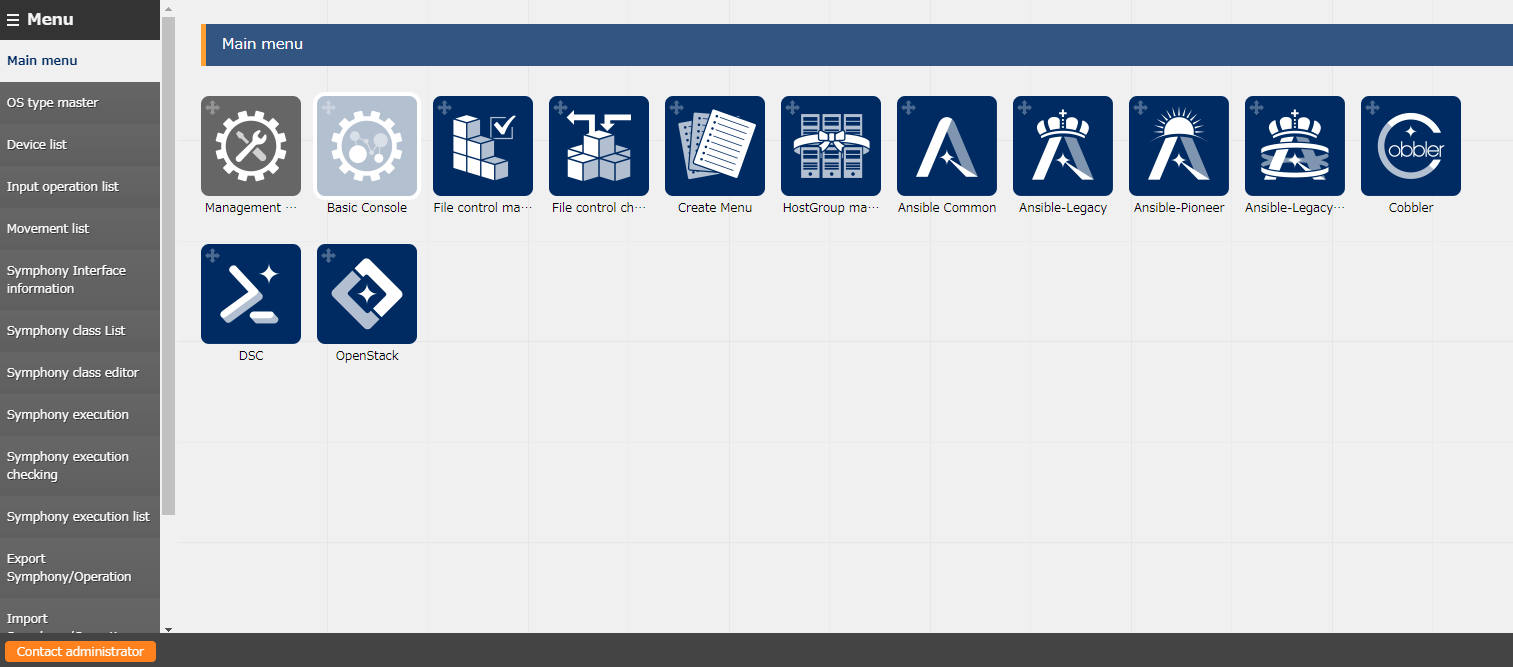 Menu
Main menu
OS type master
Device list
Input operation list
Movement list
Symphony Interface
information
Symphony class List
Symphony class editor
Symphony execution
Symphony execution
checking
Symphony execution list
Export
Symphony/Operation
Import
Contact administrator
Main menu
Management ···
Basic Console
File control ma···
File control ch···
Create Menu
HostGroup ma···
Ansible Common
Ansible-Legacy
Ansible-Pioneer
Ansible-Legacy···
obbler
Cobbler
DSC
OpenStack